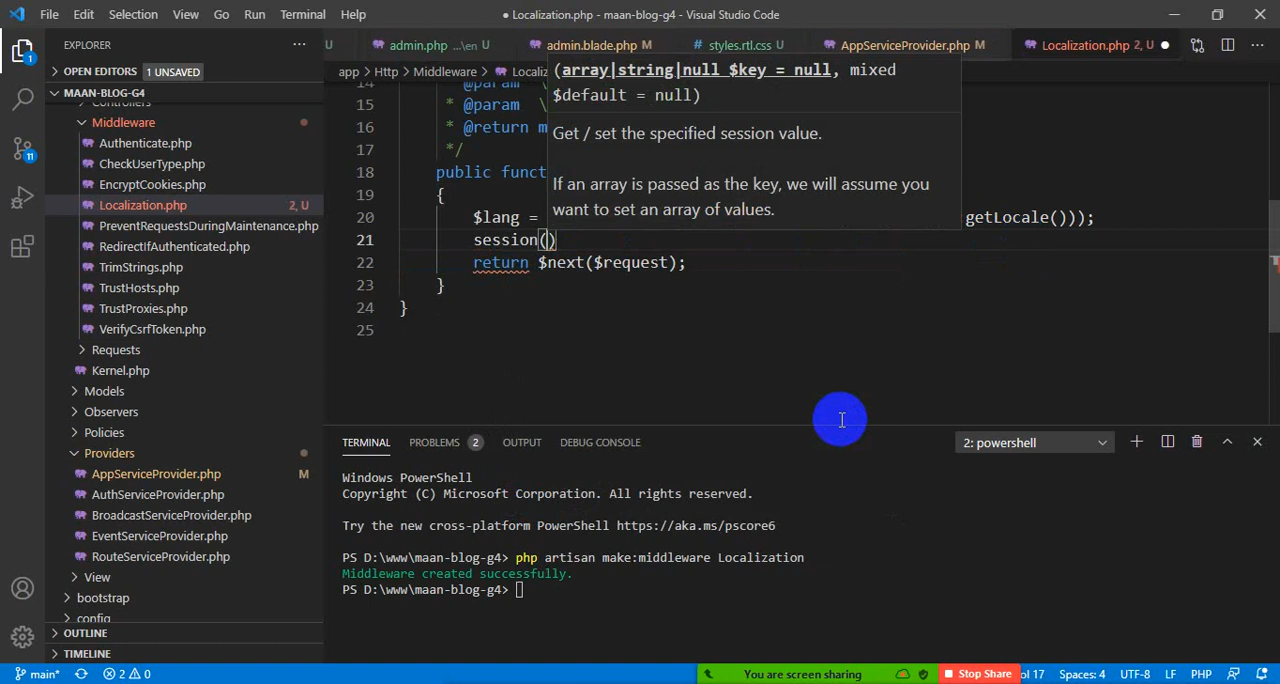 File Edit Selection View Go Run Terminal Help
● Localization.php - maan-blog-g4 - Visual Studio Code
EXPLORER
OPEN EDITORS 1 UNSAVED
MAAN-BLOG-G4
Controllers
Middleware
Authenticate.php
CheckUserType.php
EncryptCookies.php
Localization.php 2, U
PreventRequestsDuringMaintenance.php
RedirectIfAuthenticated.php
TrimStrings.php
TrustHosts.php
TrustProxies.php
VerifyCsrfToken.php
Requests
Kernel.php
Models
Observers
Policies
Providers
AppServiceProvider.php M
AuthServiceProvider.php
BroadcastServiceProvider.php
EventServiceProvider.php
RouteServiceProvider.php
View
bootstrap
config
OUTLINE
TIMELINE
U admin.php ...\en U admin.blade.php M styles.rtl.css U AppServiceProvider.php M Localization.php 2, U
app > Http > Middleware > Localiz
(array|string|null $key = null, mixed
$default = null)
Get / set the specified session value.
If an array is passed as the key, we will assume you
want to set an array of values.
14 * @param \
15 * @param \
16 * @return m
17 */
18 public funct
19 {
20 $lang = getLocale()));
21 session()
22 return $next($request);
23 }
24 }
25
TERMINAL PROBLEMS 2 OUTPUT DEBUG CONSOLE 2: powershell
Windows PowerShell
Copyright (C) Microsoft Corporation. All rights reserved.
Try the new cross-platform PowerShell https://aka.ms/pscore6
PS D:\www\maan-blog-g4> php artisan make:middleware Localization
Middleware created successfully.
PS D:\www\maan-blog-g4>
main* 2 0 You are screen sharing Stop Share ol 17 Spaces: 4 UTF-8 LF PHP
11